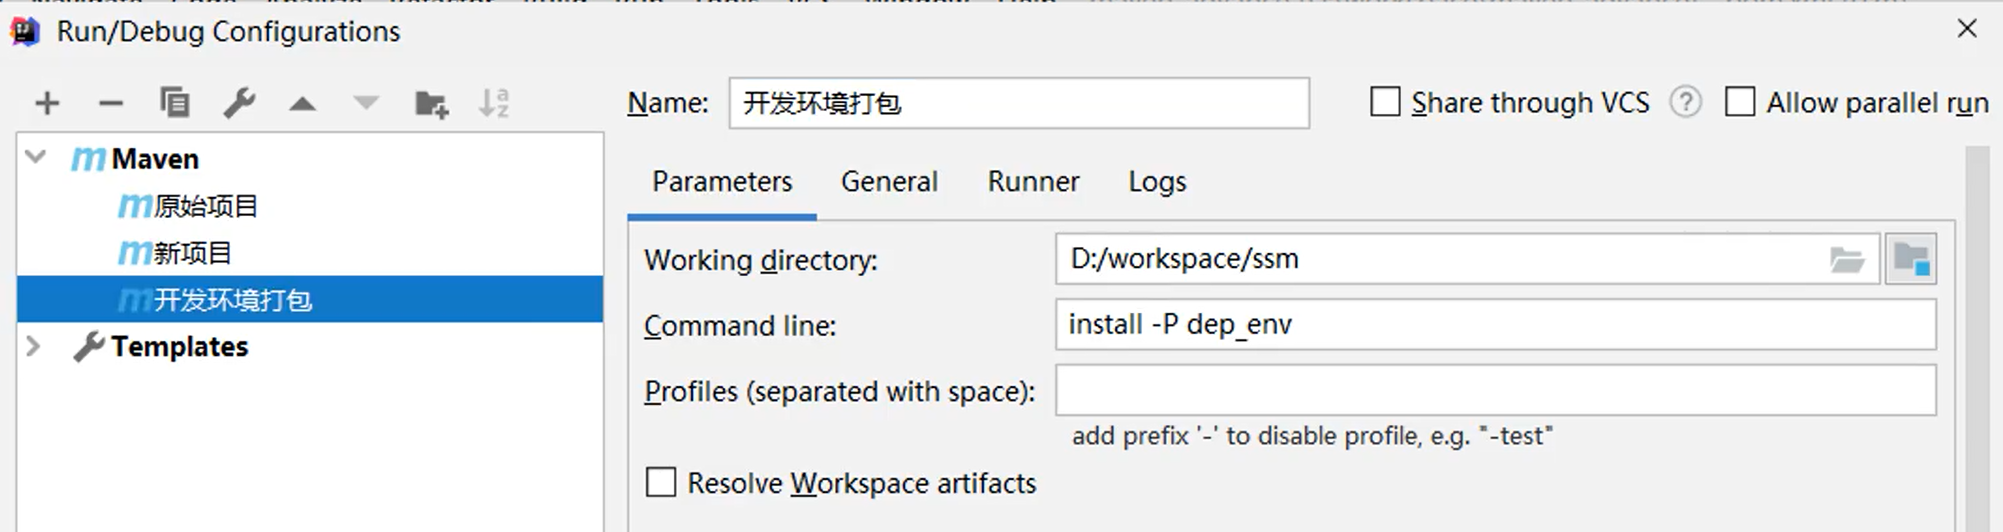 Run/Debug Configurations
Name: 开发环境打包
Share through VCS ?
Allow parallel run
Maven
原始项目
新项目
开发环境打包
Templates
Parameters General Runner Logs
Working directory: D:/workspace/ssm
Command line: install -P dep_env
Profiles (separated with space):
add prefix '-' to disable profile, e.g. "-test"
Resolve Workspace artifacts